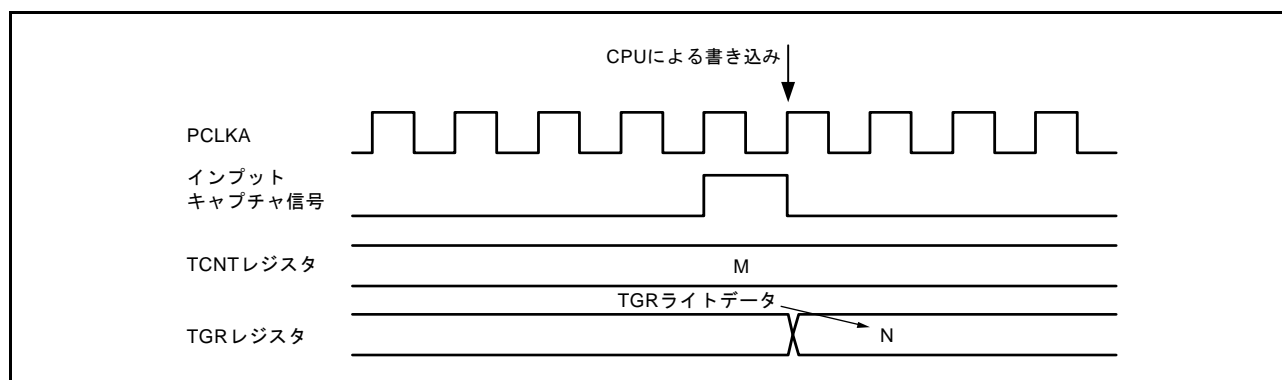 CPUによる書き込み
PCLKA
インプット
キャプチャ信号
TCNTレジスタ
M
TGRライトデータ
TGRレジスタ
N